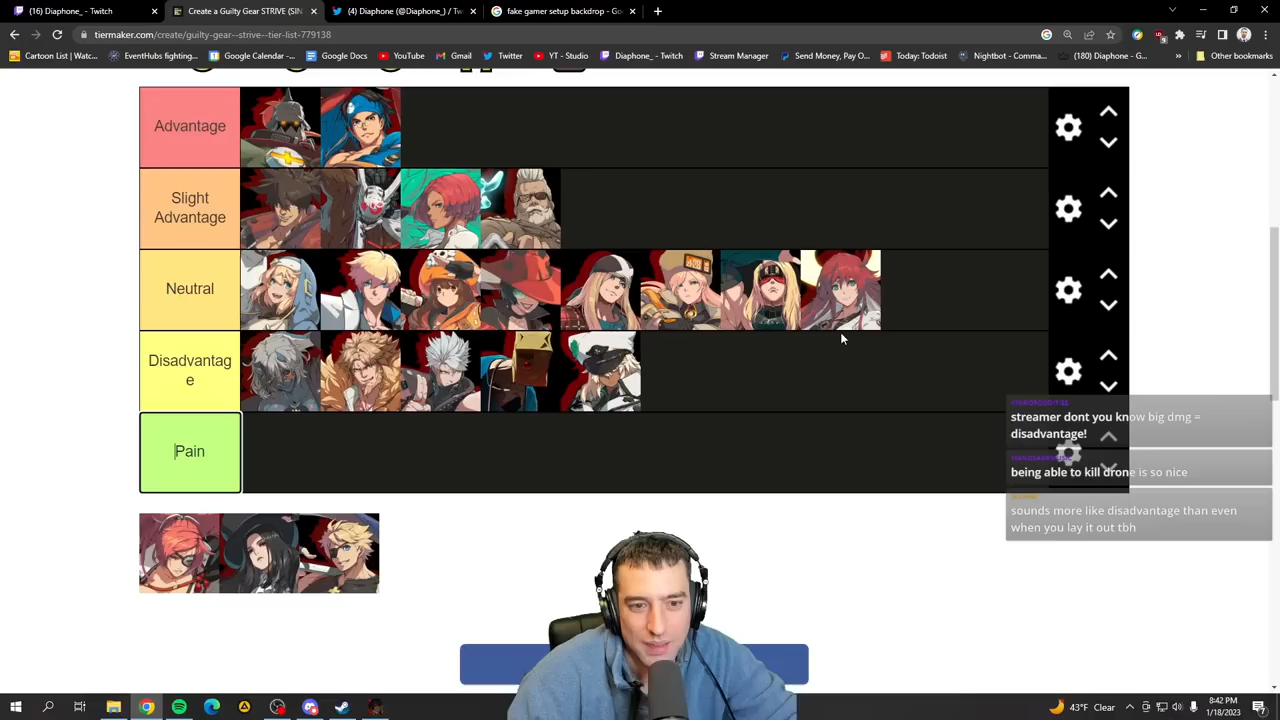 (16) Diaphone_ - Twitch
Create a Guilty Gear STRIVE (SIN
(4) Diaphone (@Diaphone_) / Tw
fake gamer setup backdrop - Go
tiermaker.com/create/guilty-gear--strive--tier-list-779138
Cartoon List | Watc...
EventHubs fighting...
Google Calendar -...
Google Docs
YouTube
Gmail
Twitter
YT - Studio
Diaphone_ - Twitch
Stream Manager
Send Money, Pay O...
Today: Todoist
Nightbot - Comma...
(180) Diaphone - G...
Other bookmarks
Advantage
Slight
Advantage
Neutral
Disadvantag
e
Pain
streamer dont you know big dmg =
disadvantage!
being able to kill drone is so nice
sounds more like disadvantage than even
when you lay it out tbh
43°F Clear
8:42 PM
1/18/2023